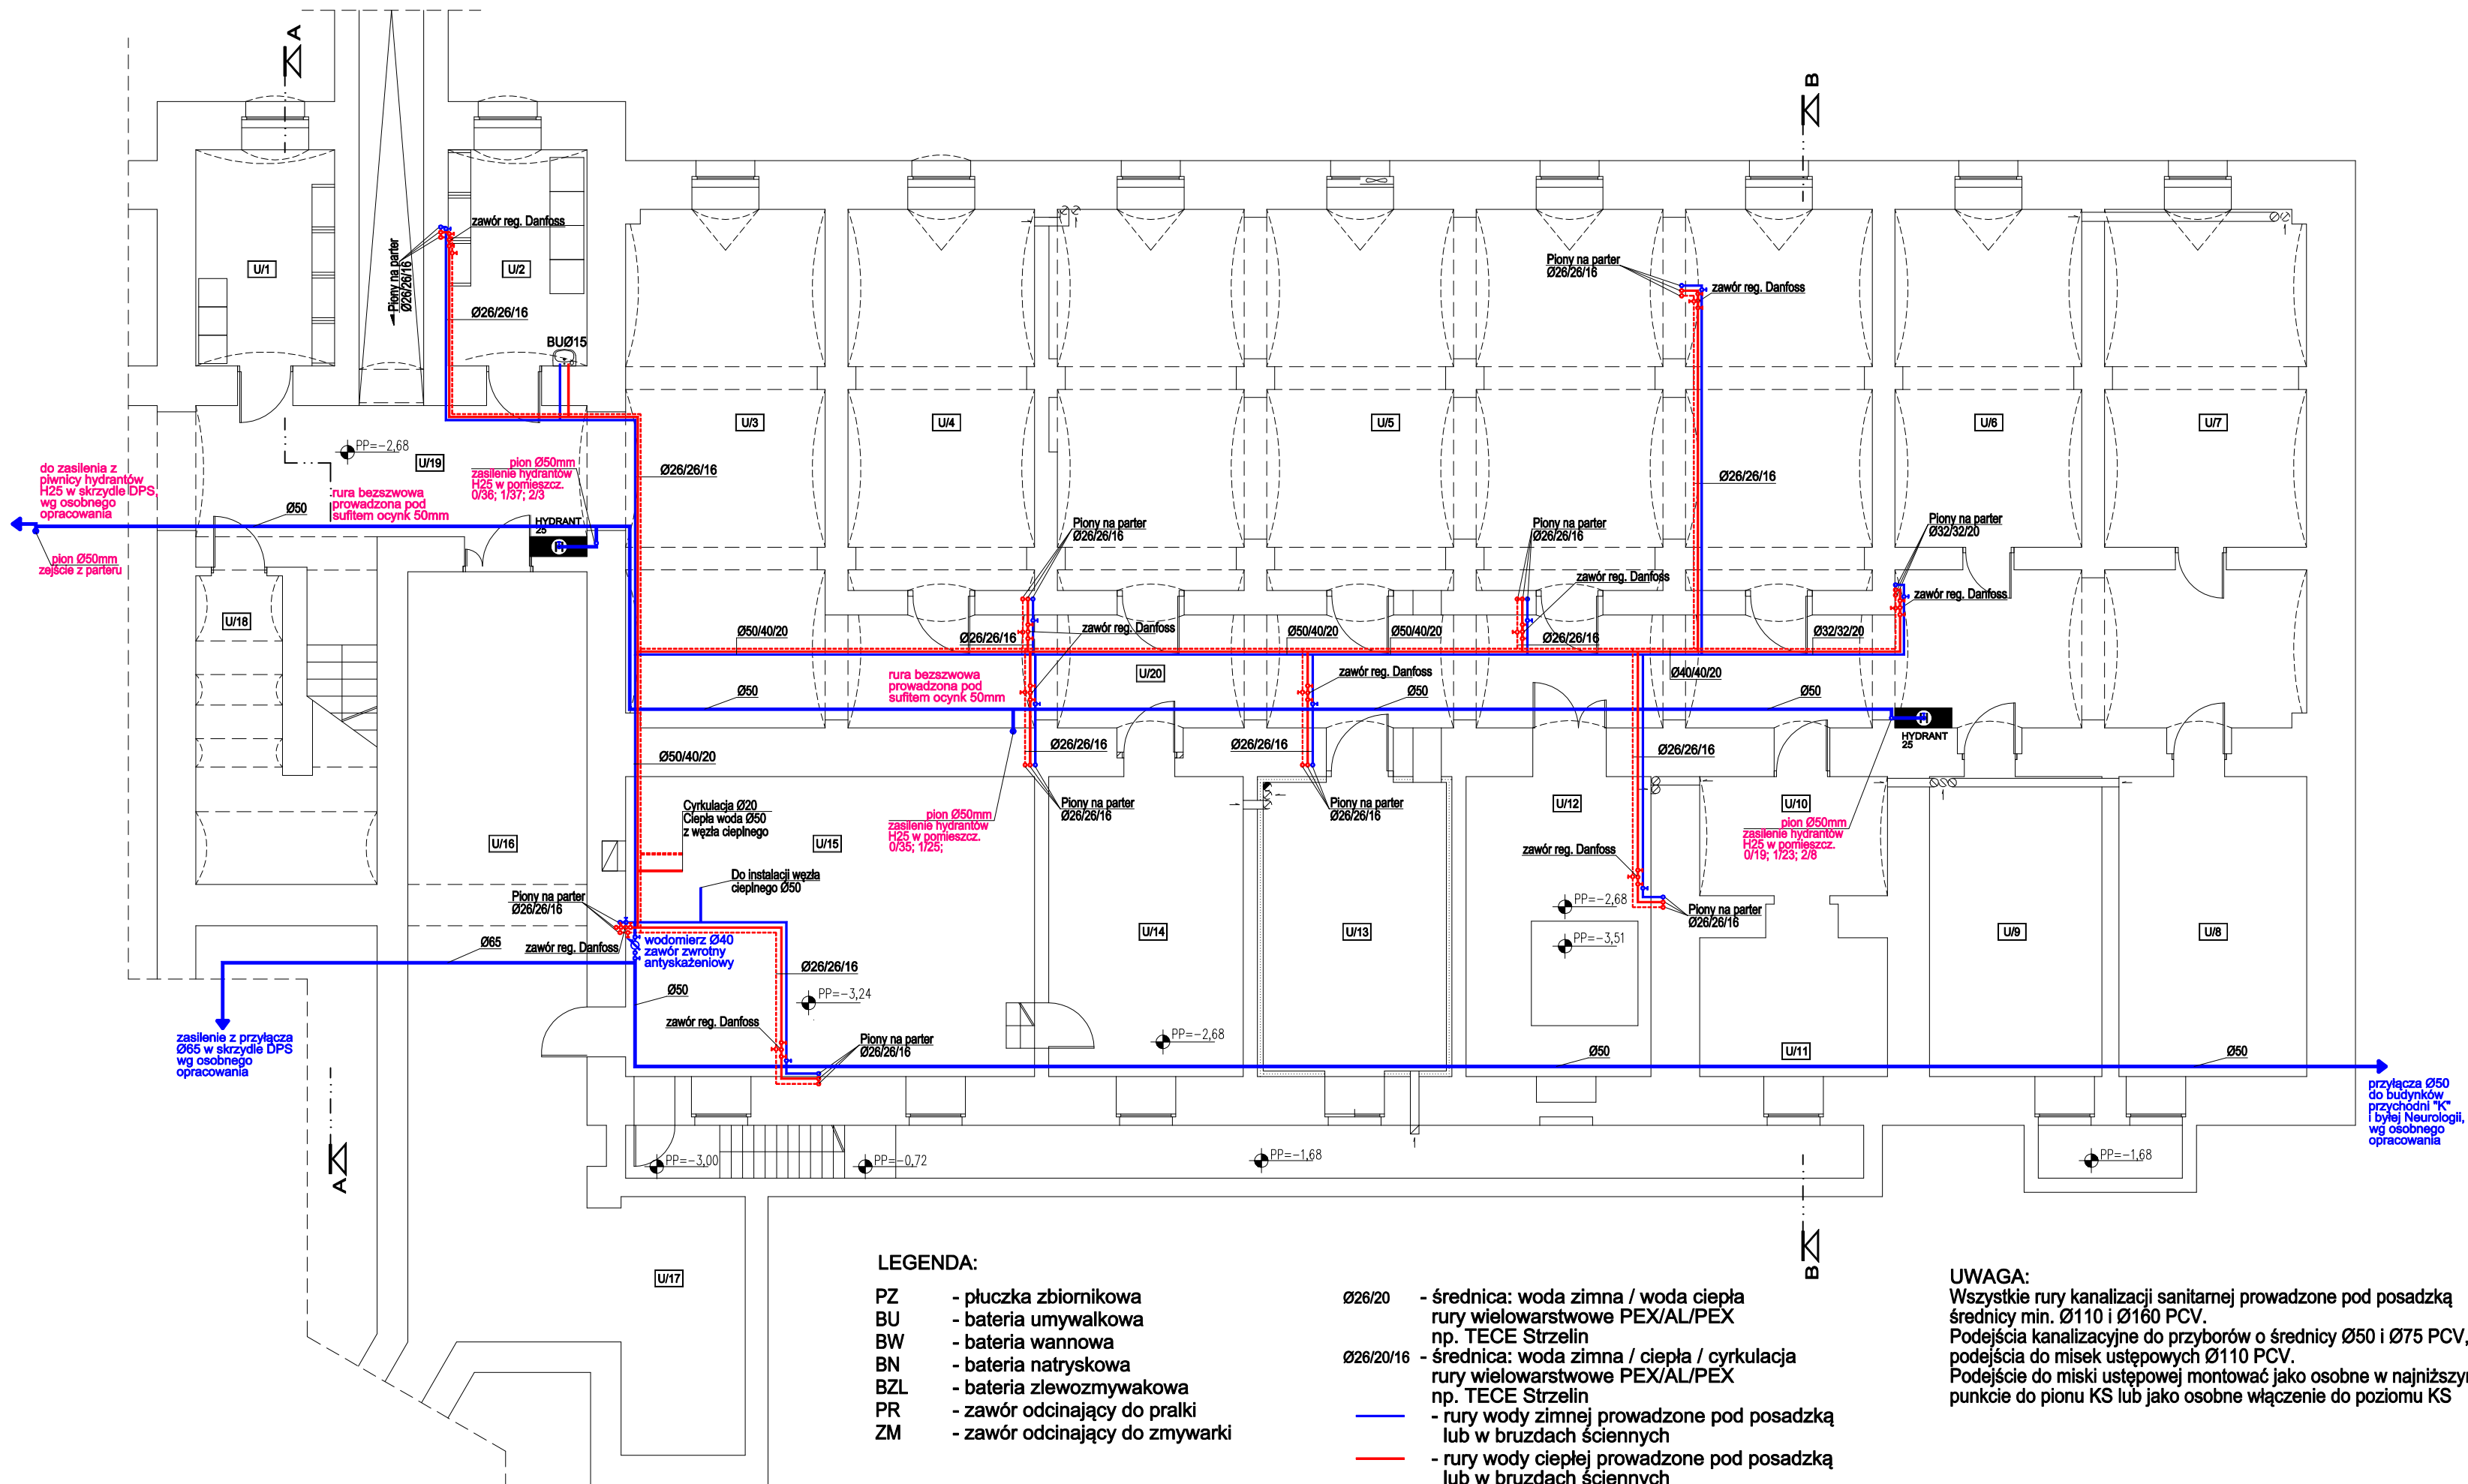 A
B
zawór reg. Danfoss
Piony na parter
Ø26/26/16
U/1
U/2
Ø26/26/16
BUØ15
Piony na parter
Ø26/26/16
zawór reg. Danfoss
U/3
U/4
U/5
U/6
U/7
PP=-2,68
U/19
do zasilenia z
piwnicy hydrantów
H25 w skrzydle DPS,
wg osobnego
opracowania
pion Ø50mm
zasilenie hydrantów
H25 w pomieszcz.
0/36; 1/37; 2/3
rura bezszwowa
prowadzona pod
sufitem ocynk 50mm
Ø50
HYDRANT
25
H
pion Ø50mm
zejście z parteru
Ø26/26/16
Ø26/26/16
Piony na parter
Ø26/26/16
Piony na parter
Ø26/26/16
Piony na parter
Ø32/32/20
zawór reg. Danfoss
zawór reg. Danfoss
U/18
Ø50/40/20
Ø26/26/16
zawór reg. Danfoss
Ø50/40/20
Ø50/40/20
Ø26/26/16
Ø32/32/20
rura bezszwowa
prowadzona pod
sufitem ocynk 50mm
U/20
zawór reg. Danfoss
Ø40/40/20
Ø50
Ø50
Ø50
H
HYDRANT
25
Ø50/40/20
Ø26/26/16
Ø26/26/16
Ø26/26/16
Cyrkulacja Ø20
Ciepła woda Ø50
z węzła cieplnego
Piony na parter
Ø26/26/16
Piony na parter
Ø26/26/16
pion Ø50mm
zasilenie hydrantów
H25 w pomieszcz.
0/35; 1/25;
U/12
U/10
pion Ø50mm
zasilenie hydrantów
H25 w pomieszcz.
0/19; 1/23; 2/8
U/16
U/15
zawór reg. Danfoss
Do instalacji węzła
cieplnego Ø50
Piony na parter
Ø26/26/16
PP=-2,68
Piony na parter
Ø26/26/16
Ø65
zawór reg. Danfoss
wodomierz Ø40
zawór zwrotny
antyskażeniowy
U/14
U/13
PP=-3,51
U/9
U/8
Ø26/26/16
Ø50
PP=-3,24
zawór reg. Danfoss
Piony na parter
Ø26/26/16
PP=-2,68
zasilenie z przyłącza
Ø65 w skrzydle DPS
wg osobnego
opracowania
Ø50
U/11
Ø50
przyłącza Ø50
do budynków
przychodni "K"
i byłej Neurologii,
wg osobnego
opracowania
PP=-3,00
PP=-0,72
PP=-1,68
PP=-1,68
A
B
U/17
LEGENDA:
PZ - płuczka zbiornikowa
BU - bateria umywalkowa
BW - bateria wannowa
BN - bateria natryskowa
BZL - bateria zlewozmywakowa
PR - zawór odcinający do pralki
ZM - zawór odcinający do zmywarki
Ø26/20 - średnica: woda zimna / woda ciepła
rury wielowarstwowe PEX/AL/PEX
np. TECE Strzelin
Ø26/20/16 - średnica: woda zimna / ciepła / cyrkulacja
rury wielowarstwowe PEX/AL/PEX
np. TECE Strzelin
- rury wody zimnej prowadzone pod posadzką
lub w bruzdach ściennych
- rury wody ciepłej prowadzone pod posadzką
lub w bruzdach ściennych
UWAGA:
Wszystkie rury kanalizacji sanitarnej prowadzone pod posadzką
średnicy min. Ø110 i Ø160 PCV.
Podejścia kanalizacyjne do przyborów o średnicy Ø50 i Ø75 PCV,
podejścia do misek ustępowych Ø110 PCV.
Podejście do miski ustępowej montować jako osobne w najniższym
punkcie do pionu KS lub jako osobne włączenie do poziomu KS